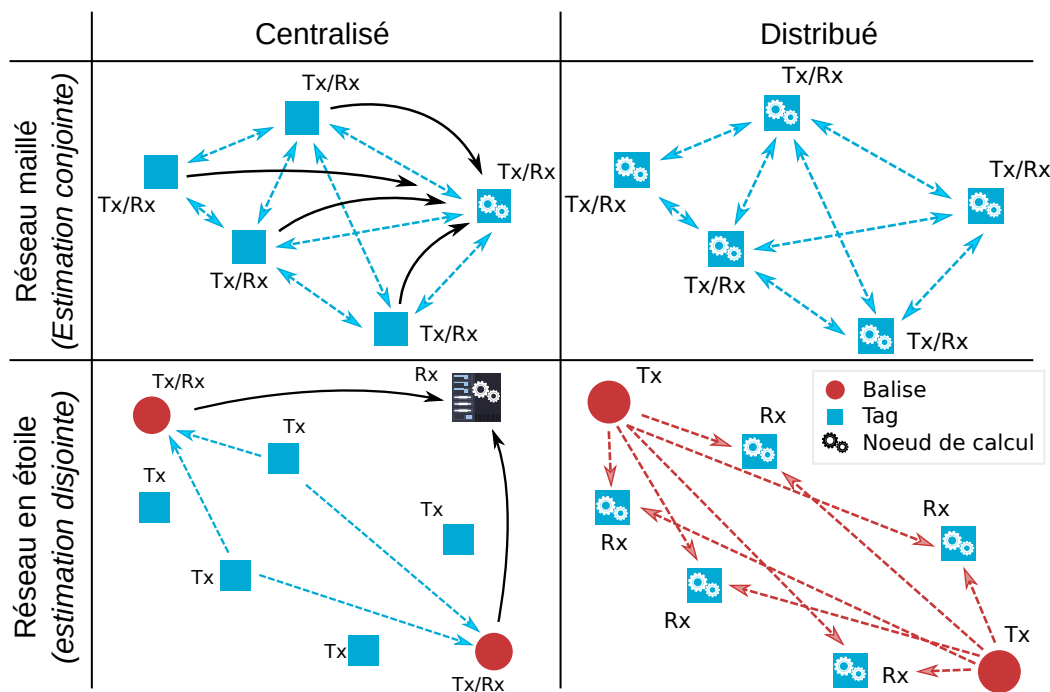 Centralisé
Distribué
Réseau maillé
(Estimation conjointe)
Tx/Rx
Tx/Rx
Tx/Rx
Tx/Rx
Tx/Rx
Tx/Rx
Tx/Rx
Tx/Rx
Tx/Rx
Tx/Rx
Réseau en étoile
(estimation disjointe)
Tx/Rx
Rx
Tx
Tx
Tx
Tx
Tx
Tx/Rx
Tx
Rx
Rx
Rx
Rx
Rx
Tx
Balise
Tag
Noeud de calcul